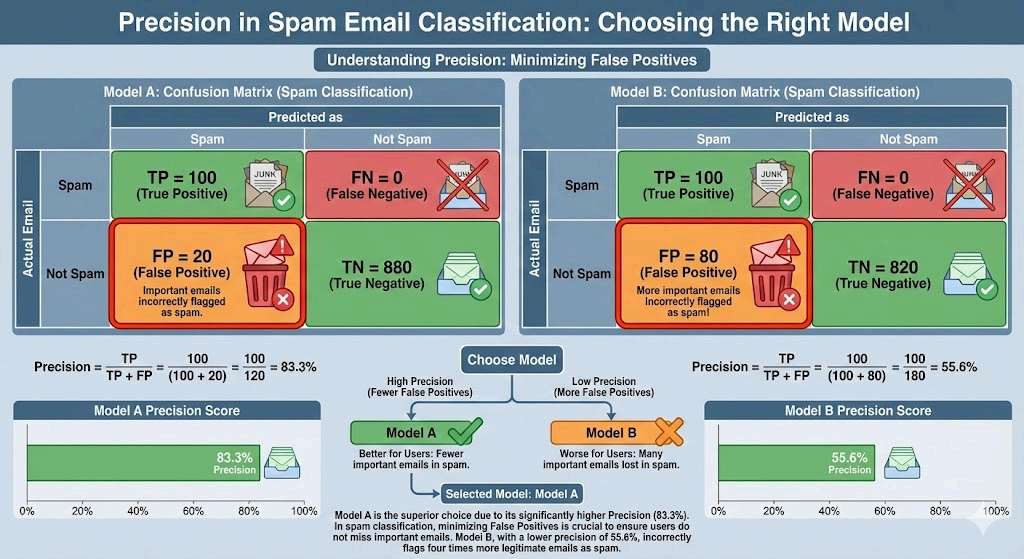 Precision in Spam Email Classification: Choosing the Right Model
Understanding Precision: Minimizing False Positives
Model A: Confusion Matrix (Spam Classification)
Predicted as
Spam
Not Spam
Actual Email
Spam
TP = 100
(True Positive)
JUNK
FN = 0
(False Negative)
Not Spam
FP = 20
(False Positive)
Important emails
incorrectly flagged
as spam.
TN = 880
(True Negative)
Model B: Confusion Matrix (Spam Classification)
Predicted as
Spam
Not Spam
Actual Email
Spam
TP = 100
(True Positive)
JUNK
FN = 0
(False Negative)
Not Spam
FP = 80
(False Positive)
More important emails
Incorrectly flagged
as spam!
TN = 820
(True Negative)
Precision = TP / TP + FP = 100 / (100 + 20) = 100 / 120 = 83.3%
Model A Precision Score
83.3%
Precision
0% 20% 40% 60% 80% 100%
Choose Model
High Precision
(Fewer False Positives)
Low Precision
(More False Positives)
Model A
Model B
Better for Users: Fewer
important emails in spam.
Worse for Users: Many
important emails lost in spam.
Selected Model: Model A
Model A is the superior choice due to its significantly higher Precision (83.3%).
In spam classification, minimizing False Positives is crucial to ensure users do
not miss important emails. Model B, with a lower precision of 55.6%, incorrectly
flags four times more legitimate emails as spam.
Precision = TP / TP + FP = 100 / (100 + 80) = 100 / 180 = 55.6%
Model B Precision Score
55.6%
Precision
0% 20% 40% 60% 80% 100%